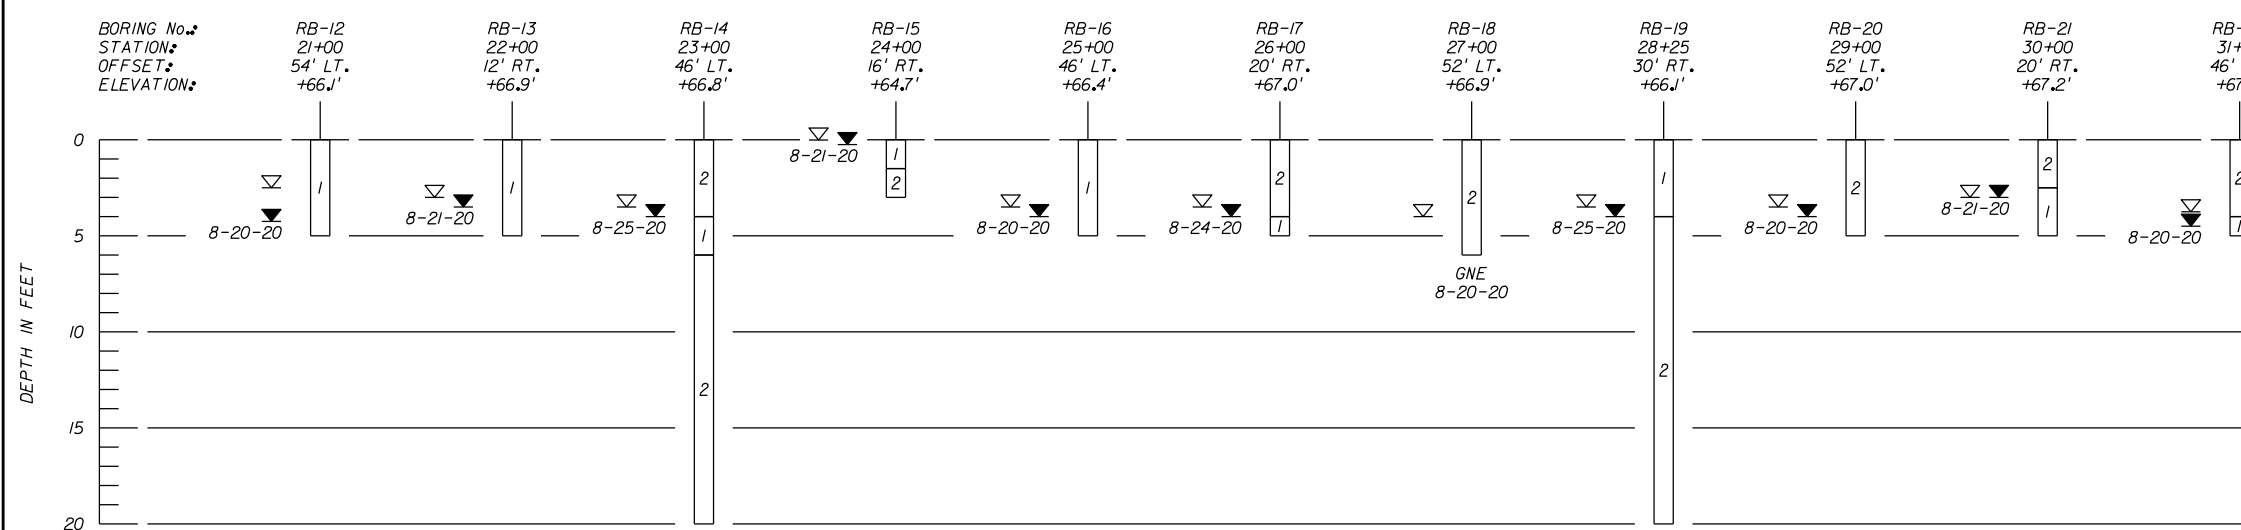 BORING No.: RB-12 RB-13 RB-14 RB-15 RB-16 RB-17 RB-18 RB-19 RB-20 RB-21 RB-
STATION: 21+00 22+00 23+00 24+00 25+00 26+00 27+00 28+25 29+00 30+00 31+
OFFSET: 54' LT. 12' RT. 46' LT. 16' RT. 46' LT. 20' RT. 52' LT. 30' RT. 52' LT. 20' RT. 46'
ELEVATION: +66.1' +66.9' +66.8' +64.7' +66.4' +67.0' +66.9' +66.1' +67.0' +67.2' +67
0
8-21-20 1
2 2 2
1 1 2 1 2 2 1 2 1 2
8-20-20 8-21-20 8-25-20 8-20-20 8-24-20 8-25-20 8-20-20 8-21-20 1 8-20-20
5 1 1 1
GNE
8-20-20
DEPTH IN FEET
10
2
2
15
20